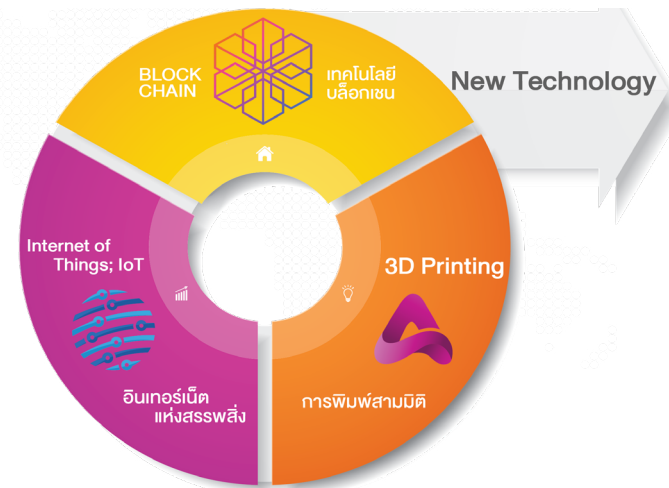 BLOCK
CHAIN
เทคโนโลยี
บล็อกเชน
New Technology
Internet of
Things; IoT
อินเทอร์เน็ต
แห่งสรรพสิ่ง
3D Printing
การพิมพ์สามมิติ